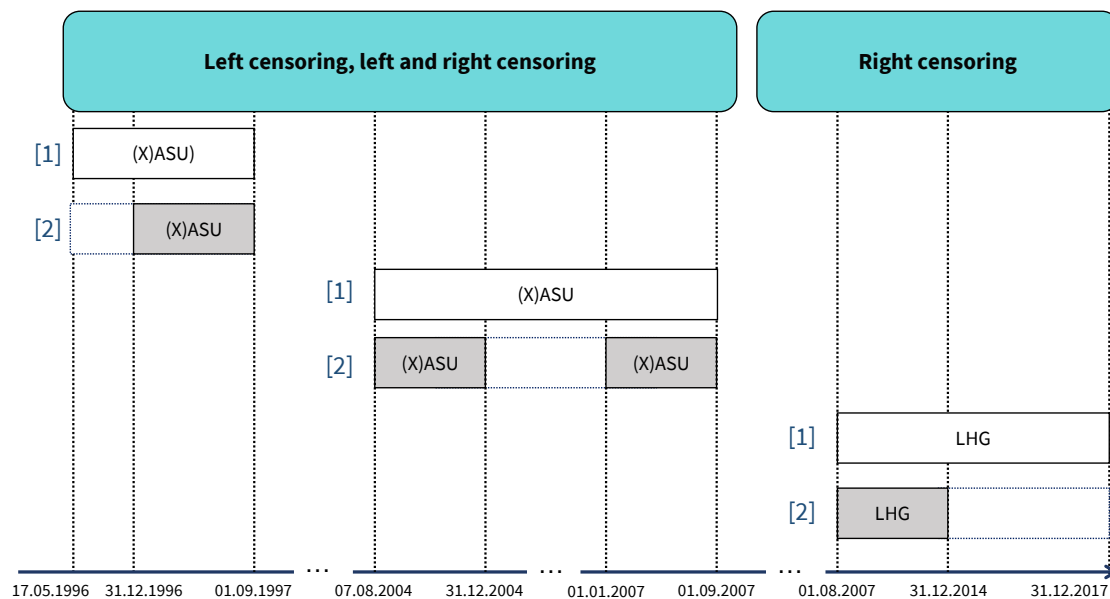 Left censoring, left and right censoring
Right censoring
[1] (X)ASU)
[2] (X)ASU
[1] (X)ASU
[2] (X)ASU (X)ASU
[1] LHG
[2] LHG
... ... ...
17.05.1996 31.12.1996 01.09.1997 07.08.2004 31.12.2004 01.01.2007 01.09.2007 01.08.2007 31.12.2014 31.12.2017